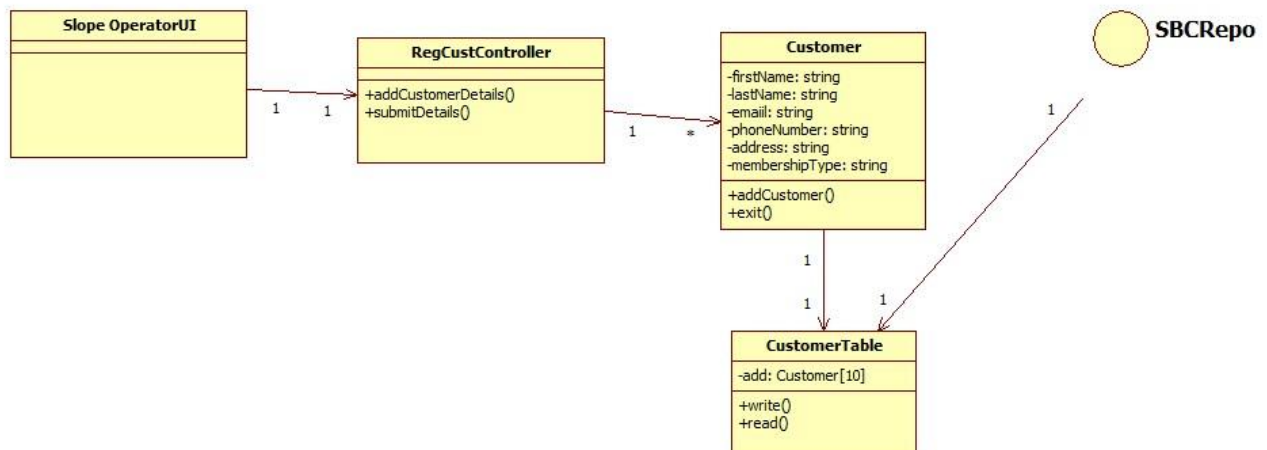 Slope OperatorUI
RegCustController
+addCustomerDetails()
+submitDetails()
Customer
-firstName: string
-lastName: string
-emaiil: string
-phoneNumber: string
-address: string
-membershipType: string
+addCustomer()
+exit()
SBCRepo
1
1
1
*
1
1
1
1
CustomerTable
-add: Customer[10]
+write()
+read()